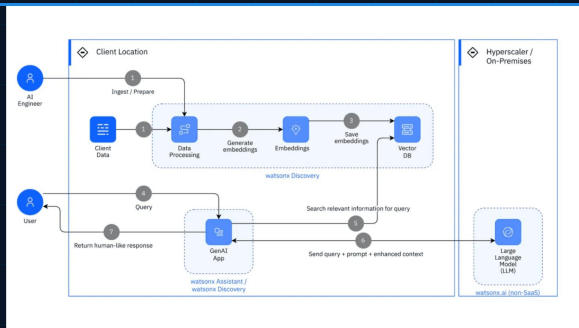 Client Location
Hyperscaler /
On-Premises
AI
Engineer
1
Ingest / Prepare
Client
Data
1
Data
Processing
2
Generate
embeddings
Embeddings
3
Save
embeddings
Vector
DB
watsonx Discovery
User
4
Query
Search relevant information for query
5
7
Return human-like response
GenAI
App
6
Send query + prompt + enhanced context
Large
Language
Model
(LLM)
watsonx Assistant /
watsonx Discovery
watsonx.ai (non-SaaS)